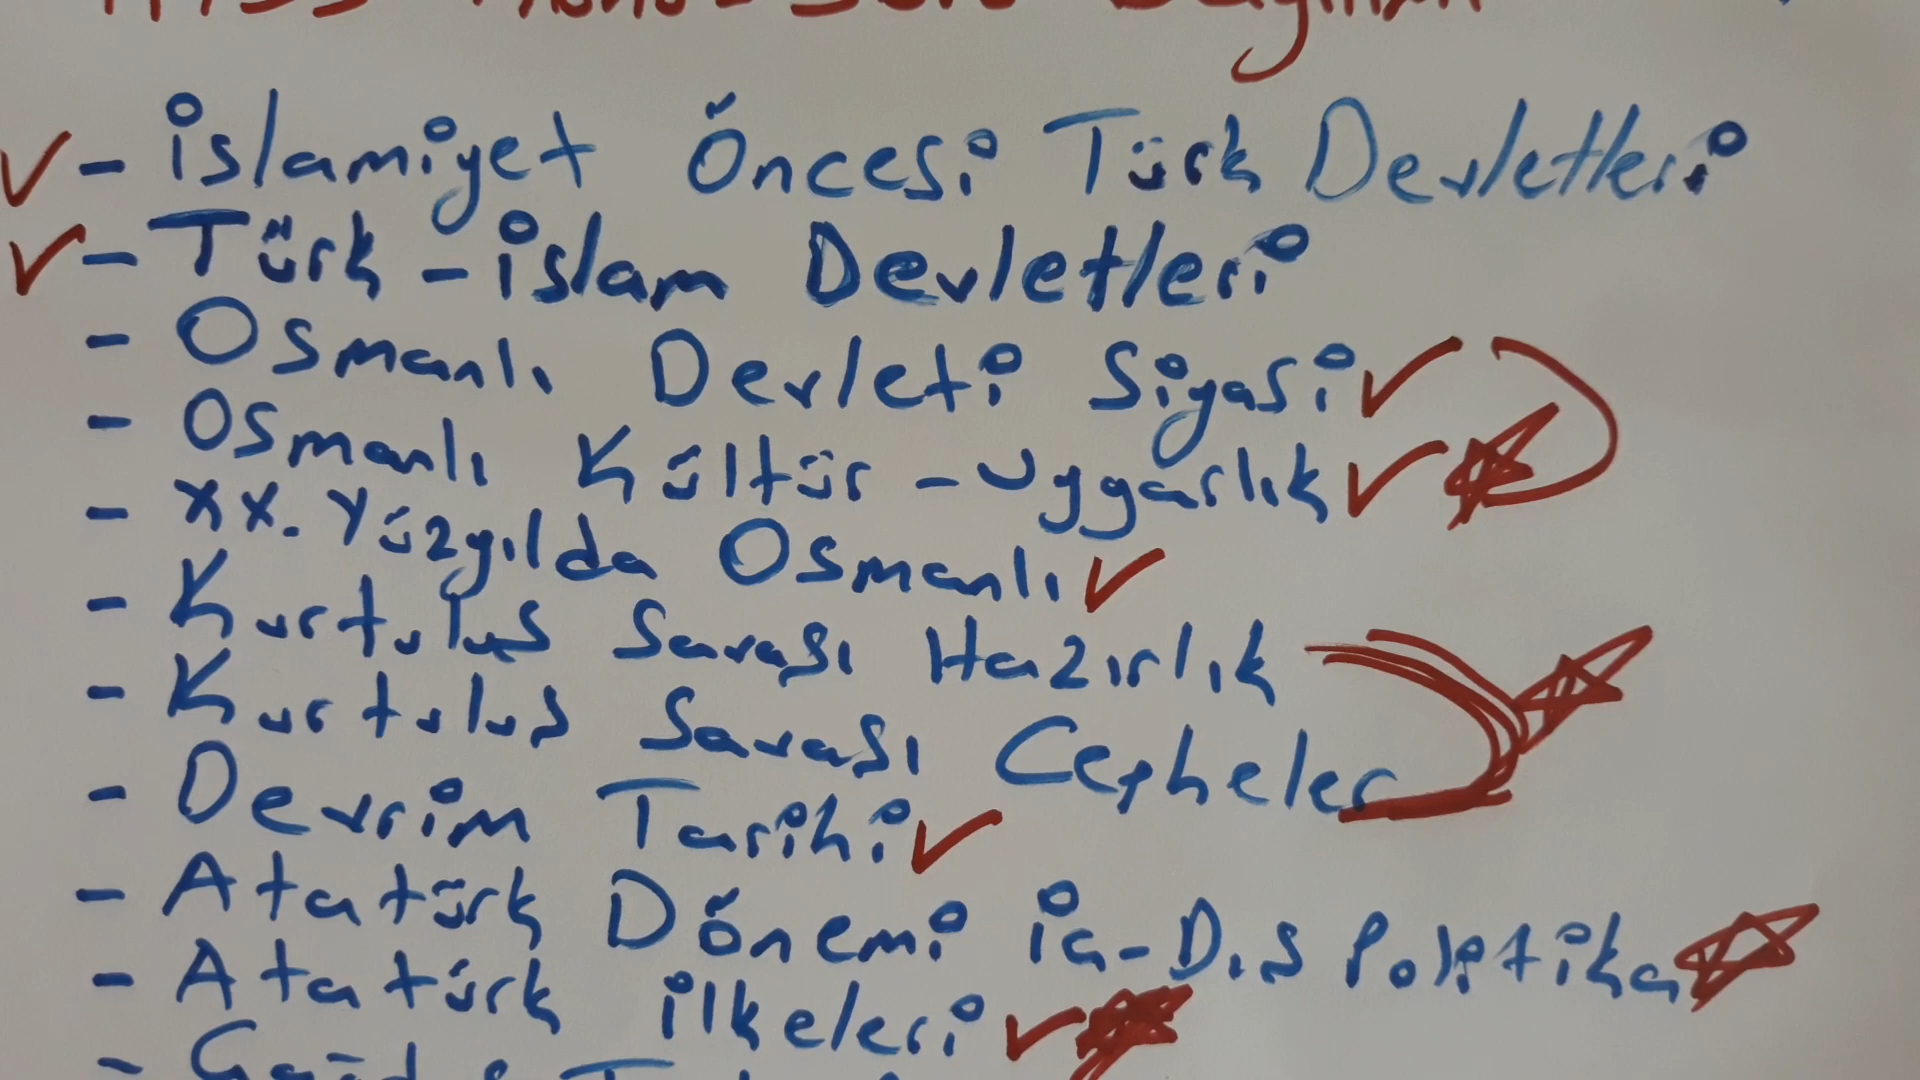 - İslamiyet Öncesi Türk Devletleri
- Türk - İslam Devletleri
- Osmanlı Devleti Siyasi
- Osmanlı Kültür - Uygarlık
- XX. Yüzyılda Osmanlı
- Kurtuluş Savaşı Hazırlık
- Kurtuluş Savaşı Cepheler
- Devrim Tarihi
- Atatürk Dönemi İç - Dış Politika
- Atatürk İlkeleri